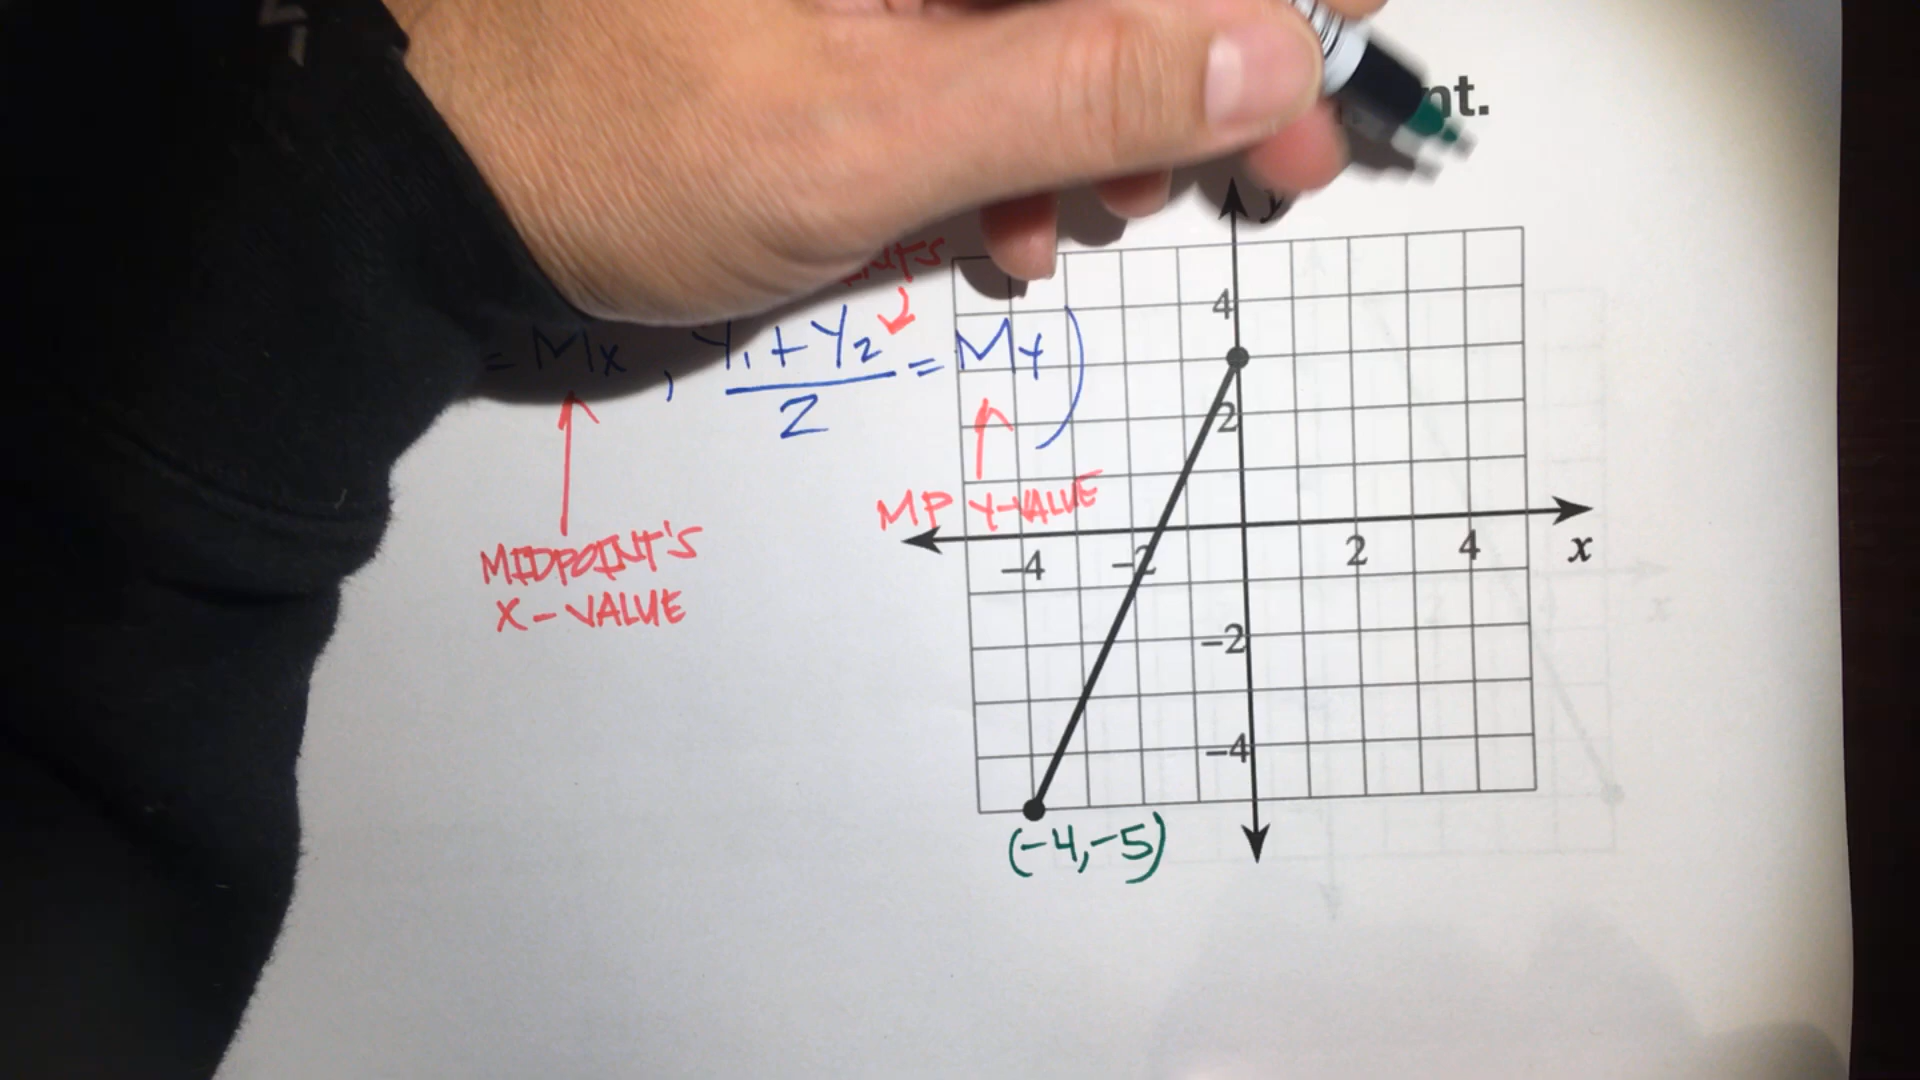 nt.
y
NTS
= Mx , Y₁ + Y₂ / 2 = My )
MIDPOINT'S
X-VALUE
MP Y-VALUE
4
2
-4 -2 2 4 x
-2
-4
(-4,-5)